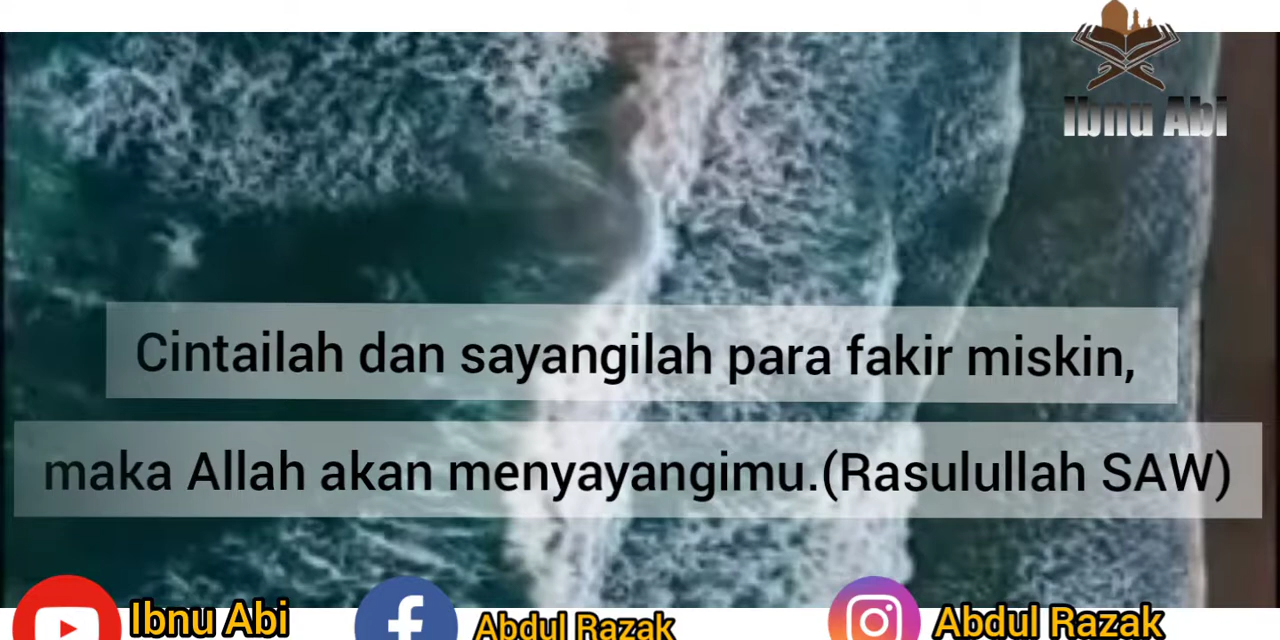 Ibnu Abi
Cintailah dan sayangilah para fakir miskin,
maka Allah akan menyayangimu.(Rasulullah SAW)
Ibnu Abi
Abdul Razak
Abdul Razak